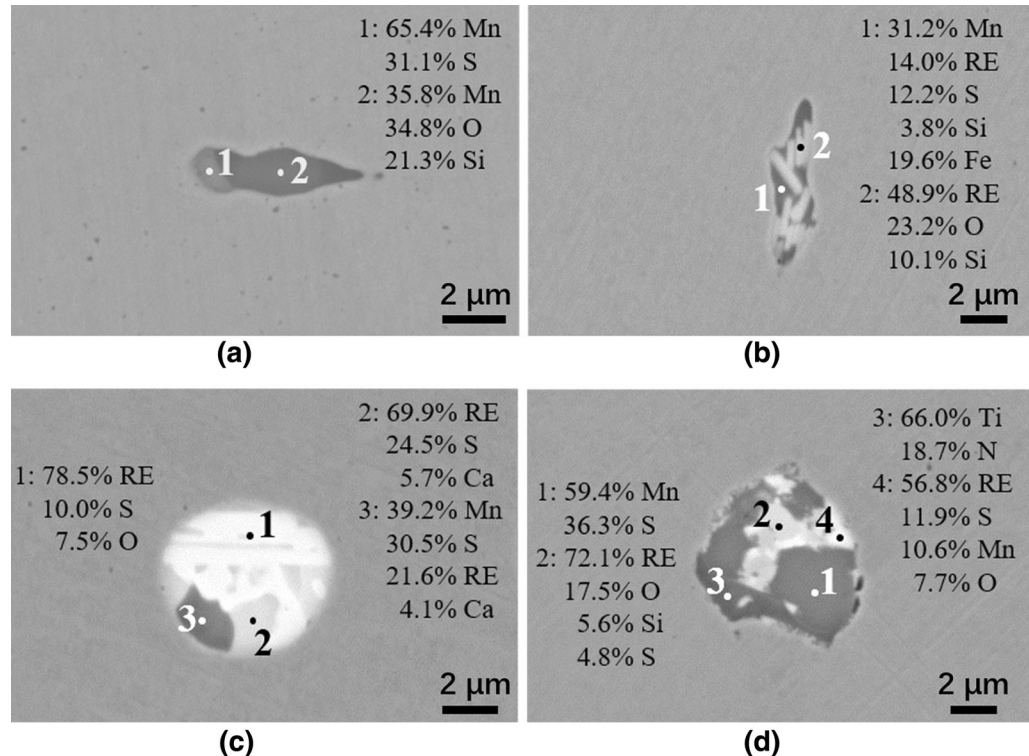 1: 65.4% Mn
31.1% S
2: 35.8% Mn
34.8% O
21.3% Si
1
2
2 μm
(a)
1: 31.2% Mn
14.0% RE
12.2% S
3.8% Si
19.6% Fe
2: 48.9% RE
23.2% O
10.1% Si
2
1
2 μm
(b)
1: 78.5% RE
10.0% S
7.5% O
2: 69.9% RE
24.5% S
5.7% Ca
3: 39.2% Mn
30.5% S
21.6% RE
4.1% Ca
1
3
2
2 μm
(c)
1: 59.4% Mn
36.3% S
2: 72.1% RE
17.5% O
5.6% Si
4.8% S
3: 66.0% Ti
18.7% N
4: 56.8% RE
11.9% S
10.6% Mn
7.7% O
2
4
3
1
2 μm
(d)